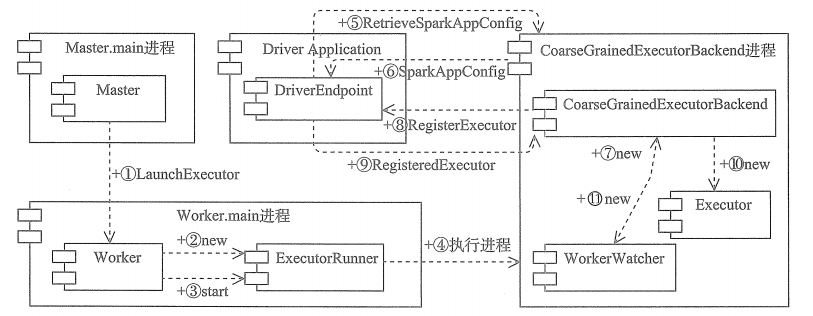 +⑤RetrieveSparkAppConfig
Master.main进程
Driver Application
CoarseGrainedExecutorBackend进程
+⑥SparkAppConfig
Master
DriverEndpoint
CoarseGrainedExecutorBackend
+⑧RegisterExecutor
+⑦new
+⑩new
+①LaunchExecutor
+⑨RegisteredExecutor
+⑪new
Executor
Worker.main进程
+②new
+④执行进程
Worker
ExecutorRunner
WorkerWatcher
+③start